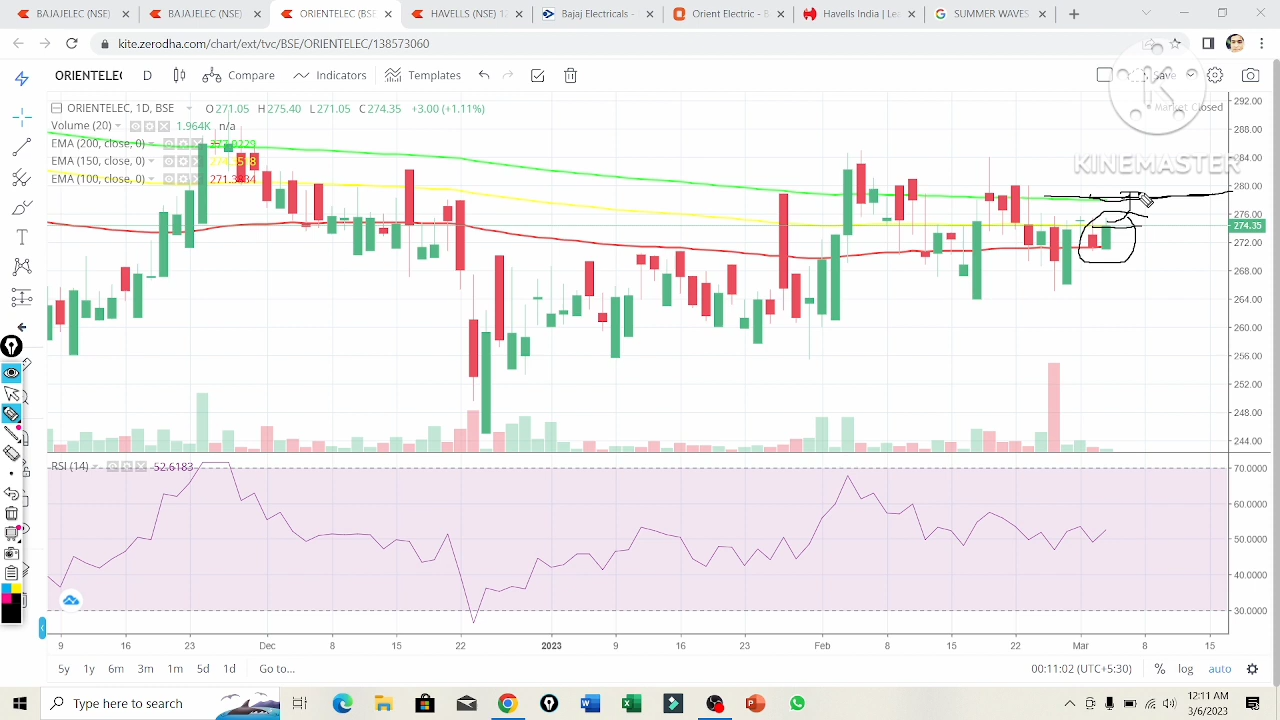 BAJAJELEC (NSE)
BAJAJELEC (NSE
ORIENTELEC (BSE
HAVELLS (NSE) 12
Bajaj Electricals -
Orient Electric - B
Havells India | Les
SUMMER WAVES
kite.zerodha.com/chart/ext/tvc/BSE/ORIENTELEC/138573060
ORIENTELEC D Compare Indicators Templates Save
ORIENTELEC, 1D, BSE O271.05 H275.40 L271.05 C274.35 +3.00 (+1.11%)
Market Closed
Volume (20) 1.964K n/a
EMA (200, close, 0)
EMA (150, close, 0)
EMA (100, close, 0) 271.3834
KINEMASTER
292.00
288.00
284.00
280.00
276.00
274.35
272.00
268.00
264.00
260.00
256.00
252.00
248.00
244.00
RSI (14) 52.6183
70.0000
60.0000
50.0000
40.0000
30.0000
9 16 23 Dec 8 15 22 2023 9 16 23 Feb 8 15 22 Mar 8 15
5y 1y 6m 3m 1m 5d 1d Go to... 00:11:02 (UTC+5:30) % log auto
Type here to search
12:11 AM
3/6/2023